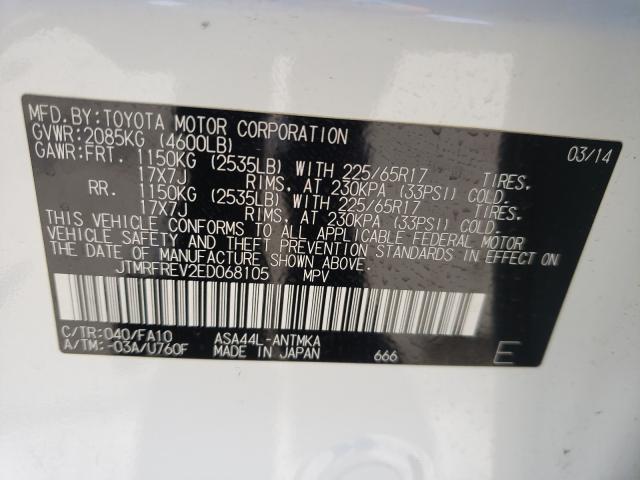 MFD.BY:TOYOTA MOTOR CORPORATION 03/14
GVWR:2085KG (4600LB)
GAWR:FRT. 1150KG (2535LB) WITH 225/65R17 TIRES.
17X7J RIMS. AT 230KPA (33PSI) COLD.
RR. 1150KG (2535LB) WITH 225/65R17 TIRES.
17X7J RIMS. AT 230KPA (33PSI) COLD.
THIS VEHICLE CONFORMS TO ALL APPLICABLE FEDERAL MOTOR
VEHICLE SAFETY AND THEFT PREVENTION STANDARDS IN EFFECT ON
THE DATE OF MANUFACTURE SHOWN ABOVE.
JTMRFREV2ED068105 MPV
C/TR:040/FA10 ASA44L-ANTMKA
A/TM:-03A/U760F MADE IN JAPAN 666 E